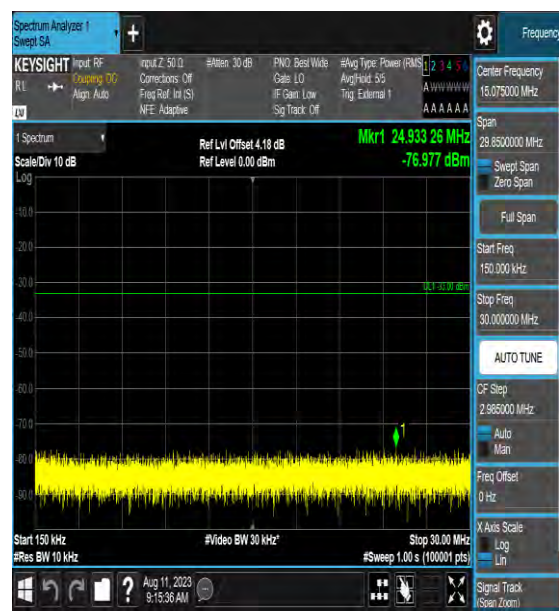 Spectrum Analyzer 1
Swept SA
+
Frequency
KEYSIGHT
Input: RF
Coupling: DC
Align: Auto
Input Z: 50 Ω
Corrections: Off
Freq Ref: Int (S)
NFE: Adaptive
#Atten: 30 dB
PNO: Best Wide
Gate: LO
IF Gain: Low
Sig Track: Off
#Avg Type: Power (RMS
Avg|Hold: 5/5
Trig: External 1
1 2 3 4 5 6
A W W W W W
A A A A A A
1 Spectrum
Scale/Div 10 dB
Log
Ref Lvl Offset 4.18 dB
Ref Level 0.00 dBm
Mkr1 24.933 26 MHz
-76.977 dBm
-10.0
-20.0
-30.0
-40.0
-50.0
-60.0
-70.0
-80.0
-90.0
1
Start 150 kHz
#Res BW 10 kHz
#Video BW 30 kHz*
Stop 30.00 MHz
#Sweep 1.00 s (100001 pts)
Center Frequency
15.075000 MHz
Span
29.8500000 MHz
Swept Span
Zero Span
Full Span
Start Freq
150.000 kHz
Stop Freq
30.000000 MHz
AUTO TUNE
CF Step
2.985000 MHz
Auto
Man
Freq Offset
0 Hz
X Axis Scale
Log
Lin
Signal Track
(Span Zoom)
?
Aug 11, 2023
9:15:36 AM